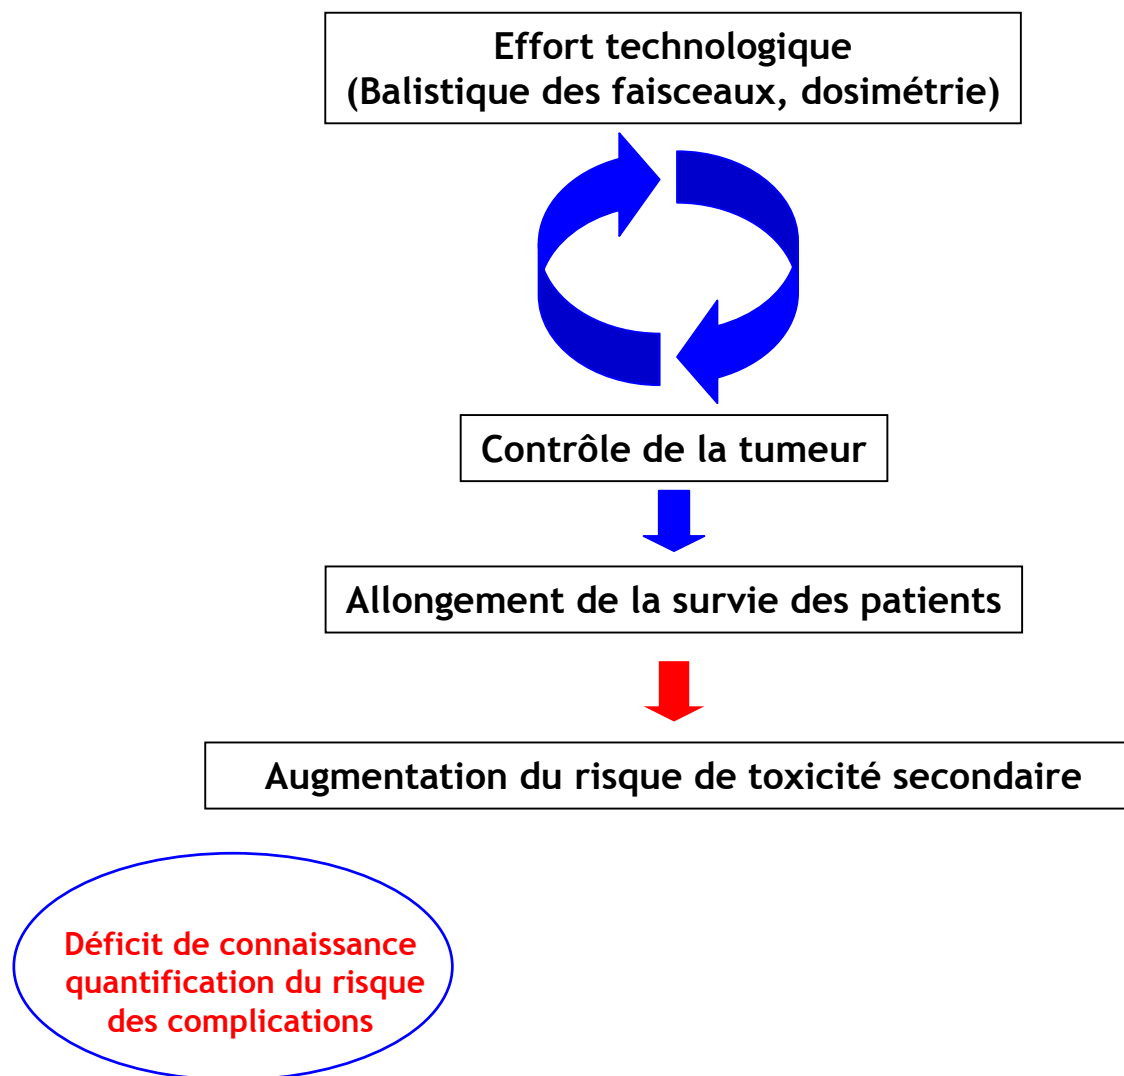 Effort technologique
(Balistique des faisceaux, dosimétrie)
Contrôle de la tumeur
Allongement de la survie des patients
Augmentation du risque de toxicité secondaire
Déficit de connaissance
quantification du risque
des complications